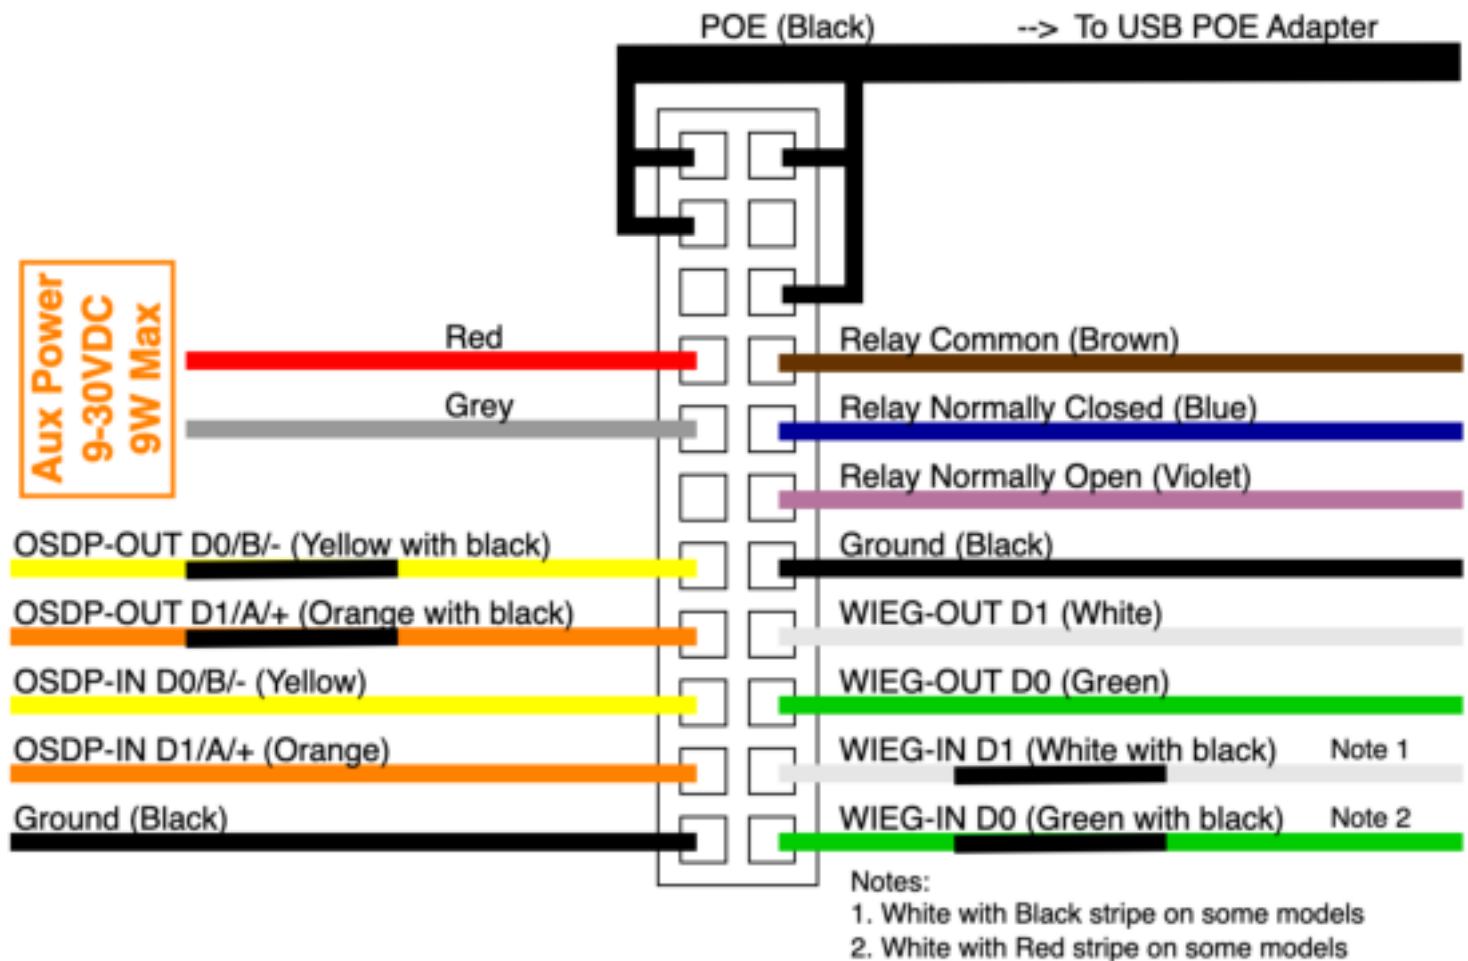 POE (Black) --> To USB POE Adapter
Aux Power
9-30VDC
9W Max
Red
Grey
OSDP-OUT D0/B/- (Yellow with black)
OSDP-OUT D1/A/+ (Orange with black)
OSDP-IN D0/B/- (Yellow)
OSDP-IN D1/A/+ (Orange)
Ground (Black)
Relay Common (Brown)
Relay Normally Closed (Blue)
Relay Normally Open (Violet)
Ground (Black)
WIEG-OUT D1 (White)
WIEG-OUT D0 (Green)
WIEG-IN D1 (White with black) Note 1
WIEG-IN D0 (Green with black) Note 2
Notes:
1. White with Black stripe on some models
2. White with Red stripe on some models